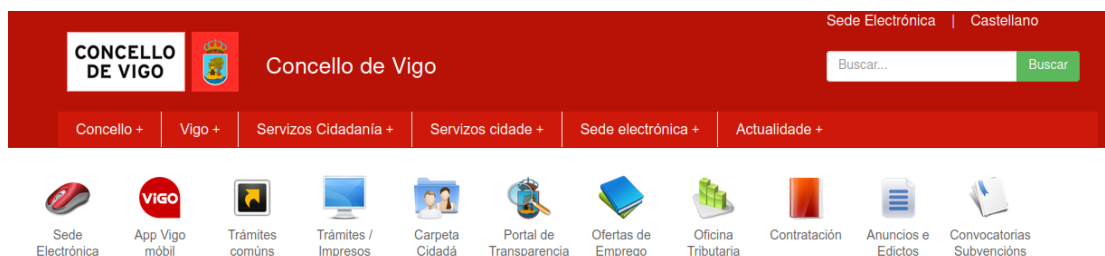 Sede Electrónica | Castellano
CONCELLO
DE VIGO
Concello de Vigo
Buscar...
Buscar
Concello +
Vigo +
Servizos Cidadanía +
Servizos cidade +
Sede electrónica +
Actualidade +
ViGO
Sede
Electrónica
App Vigo
móbil
Trámites
comúns
Trámites /
Impresos
Carpeta
Cidadá
Portal de
Transparencia
Ofertas de
Emprego
Oficina
Tributaria
Contratación
Anuncios e
Edictos
Convocatorias
Subvencións